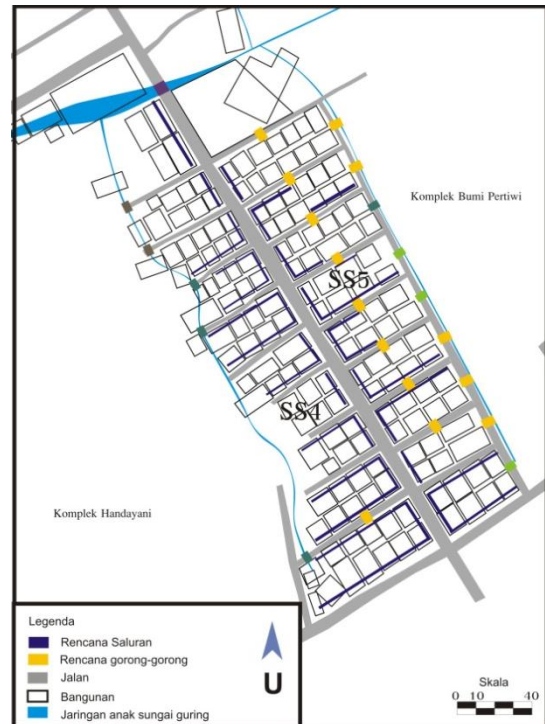 Komplek Bumi Pertiwi
SS5
SS4
Komplek Handayani
Legenda
Rencana Saluran
Rencana gorong-gorong
Jalan
Bangunan
Jaringan anak sungai guring
U
Skala
0 10 40